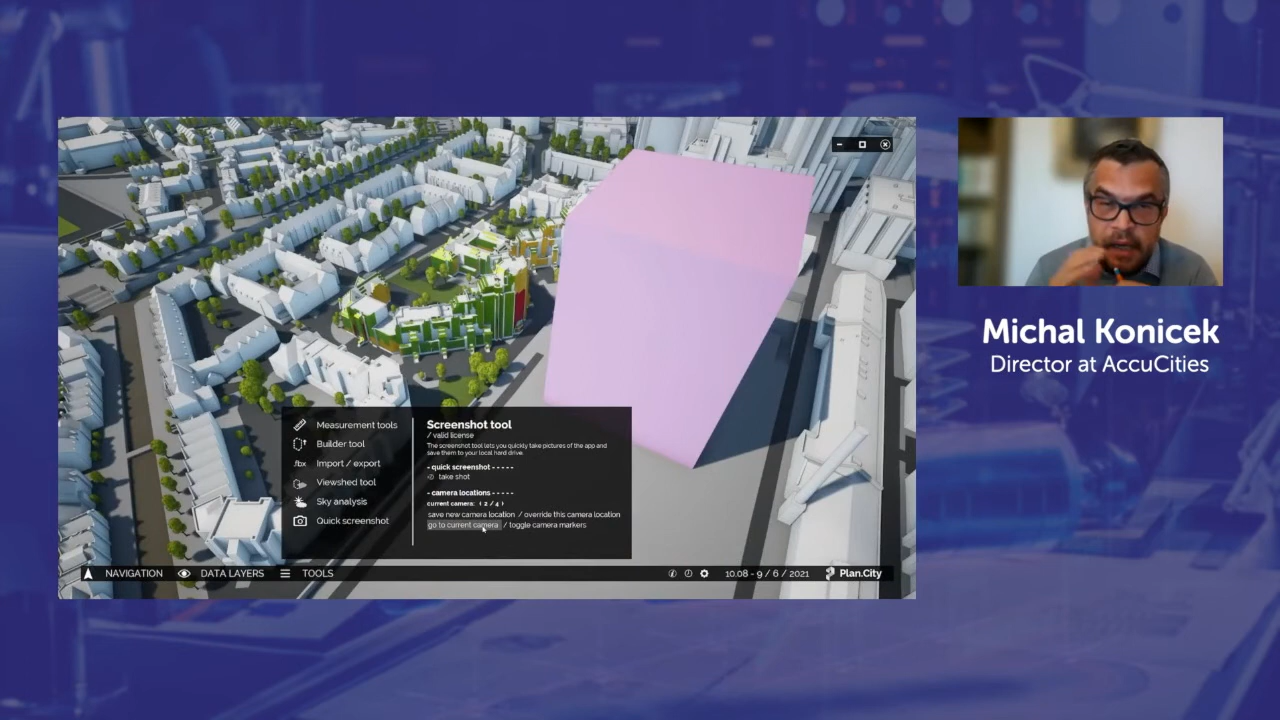 Measurement tools
Builder tool
.fbx Import / export
Viewshed tool
Sky analysis
Quick screenshot
Screenshot tool
/ valid license
The screenshot tool lets you quickly take pictures of the app and
save them to your local hard drive.
- quick screenshot - - - - -
take shot
- camera locations - - - - -
current camera: ( 2 / 4 )
save new camera location / override this camera location
go to current camera / toggle camera markers
NAVIGATION DATA LAYERS TOOLS 10.08 - 9 / 6 / 2021 Plan.City
Michal Konicek
Director at AccuCities